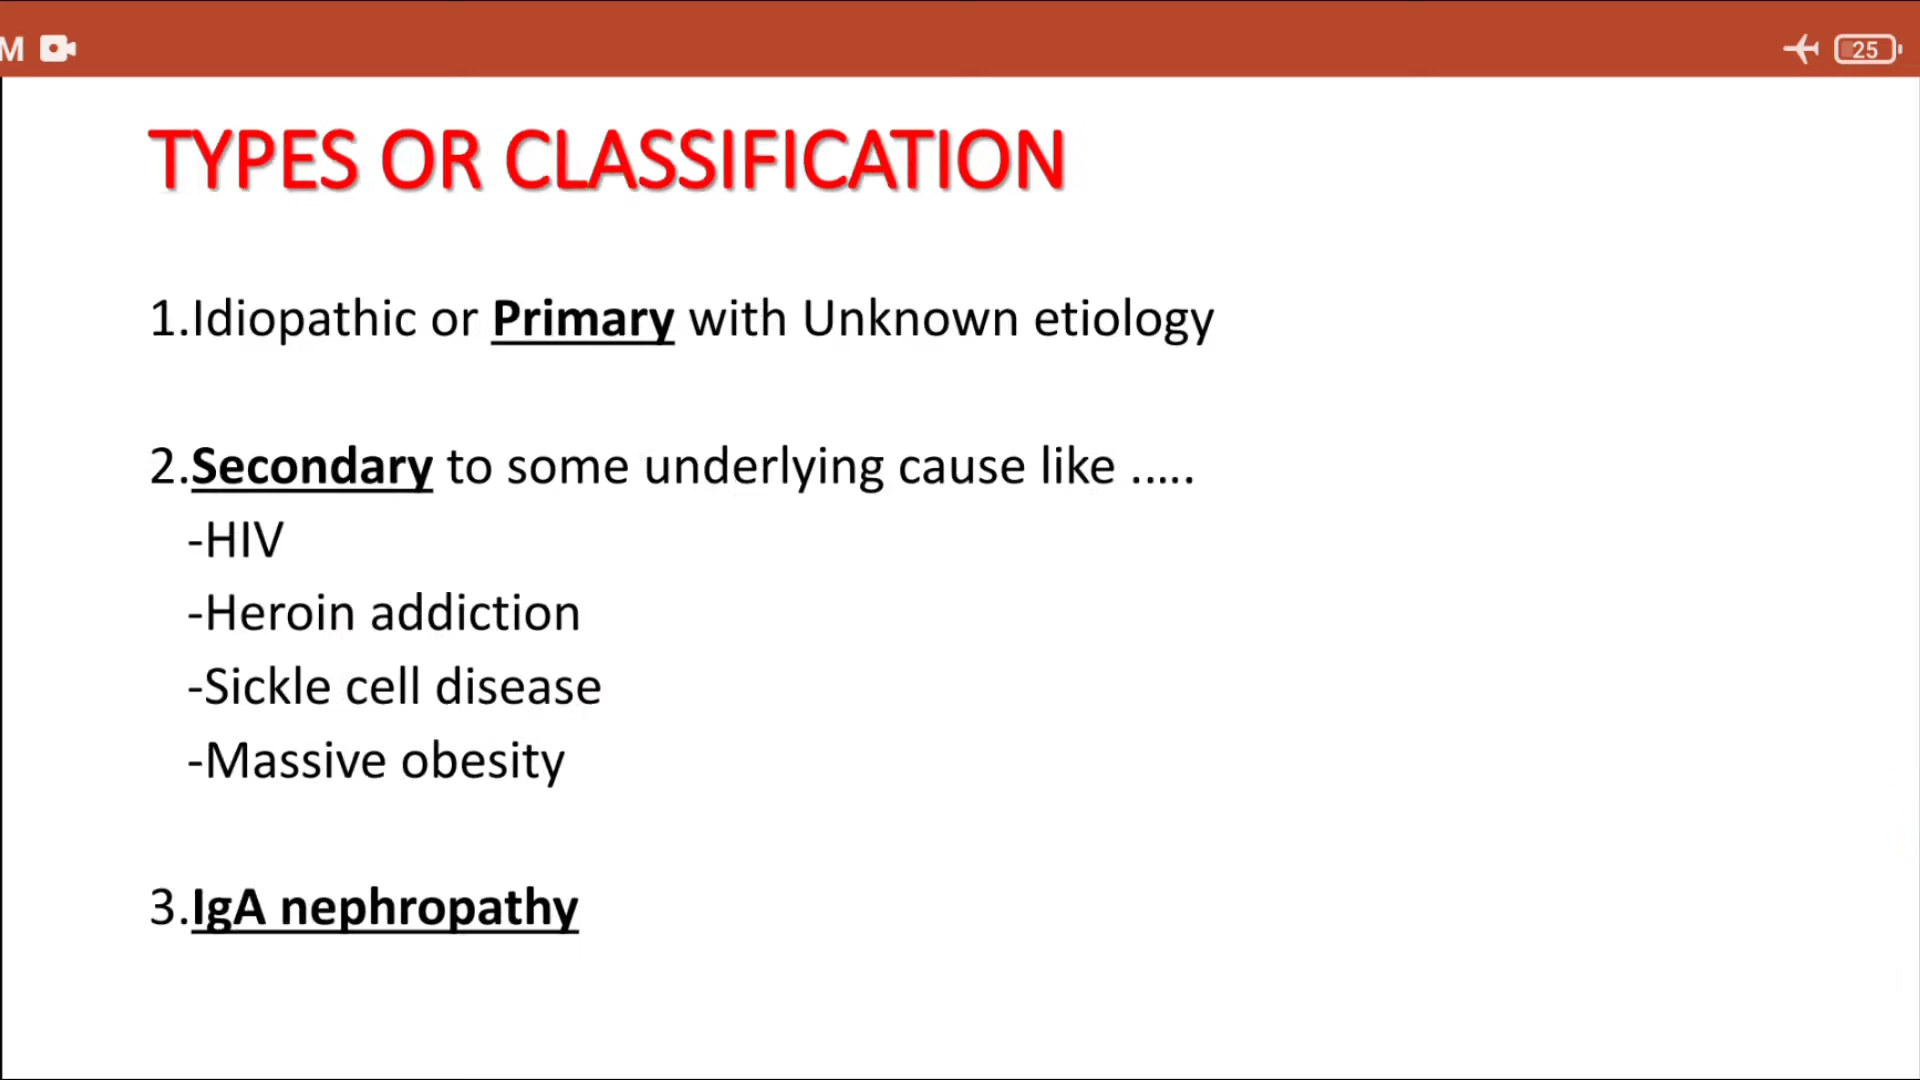 M
25
TYPES OR CLASSIFICATION
1.Idiopathic or Primary with Unknown etiology
2.Secondary to some underlying cause like .....
-HIV
-Heroin addiction
-Sickle cell disease
-Massive obesity
3.IgA nephropathy